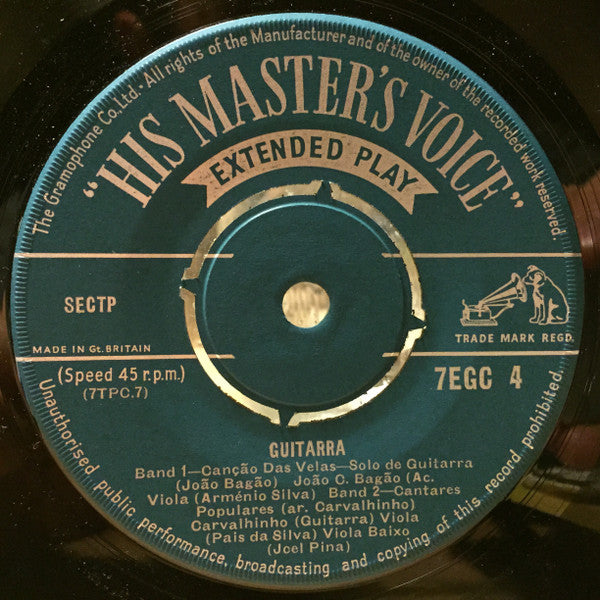 The Gramophone Co. Ltd. · All rights of the Manufacturer and of the owner of the recorded work reserved.
"HIS MASTER'S VOICE"
EXTENDED PLAY
SECTP
TRADE MARK REGD.
MADE IN Gt. BRITAIN
(Speed 45 r.p.m.)
7EGC 4
(7TPC.7)
GUITARRA
Band 1—Canção Das Velas—Solo de Guitarra
(João Bagão) João C. Bagão (Ac.
Viola (Arménio Silva) Band 2—Cantares
Populares (ar. Carvalhinho)
Carvalhinho (Guitarra) Viola
(Pais da Silva) Viola Baixo
(Joel Pina)
Unauthorised public performance, broadcasting and copying of this record prohibited.